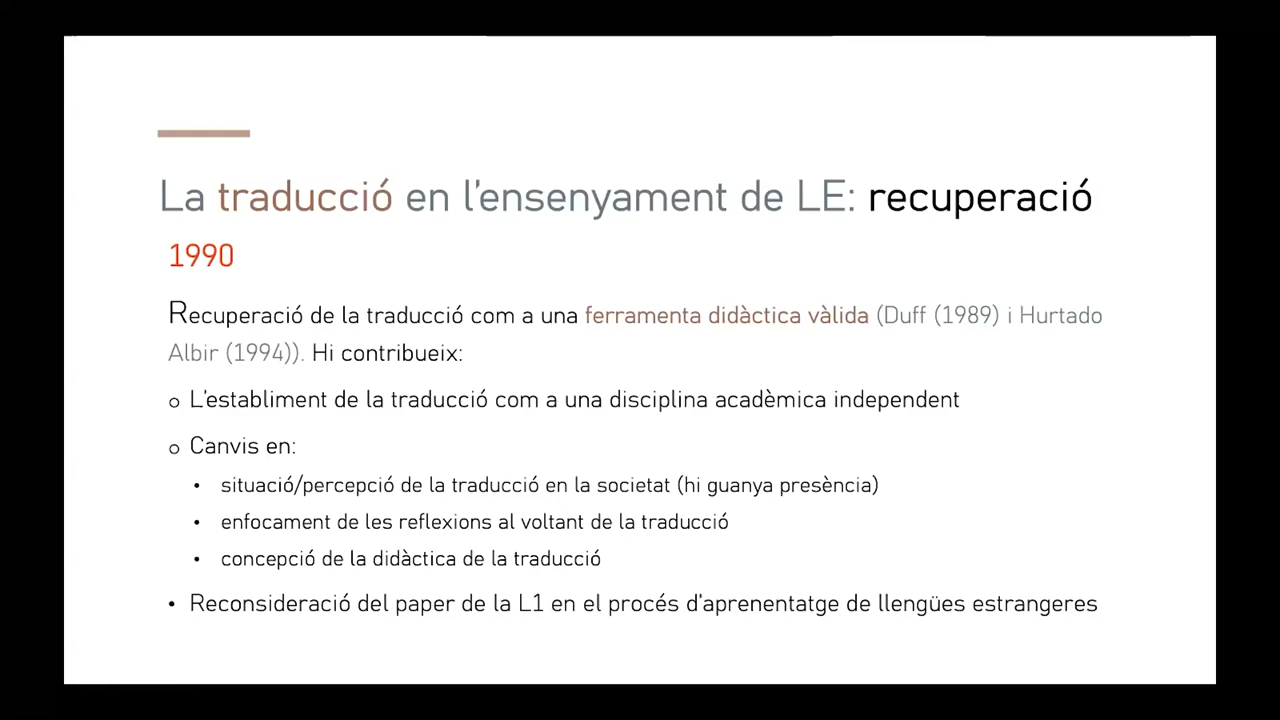 La traducció en l'ensenyament de LE: recuperació
1990
Recuperació de la traducció com a una ferramenta didàctica vàlida (Duff (1989) i Hurtado
Albir (1994)). Hi contribueix:
o L'establiment de la traducció com a una disciplina acadèmica independent
o Canvis en:
• situació/percepció de la traducció en la societat (hi guanya presència)
• enfocament de les reflexions al voltant de la traducció
• concepció de la didàctica de la traducció
• Reconsideració del paper de la L1 en el procés d'aprenentatge de llengües estrangeres